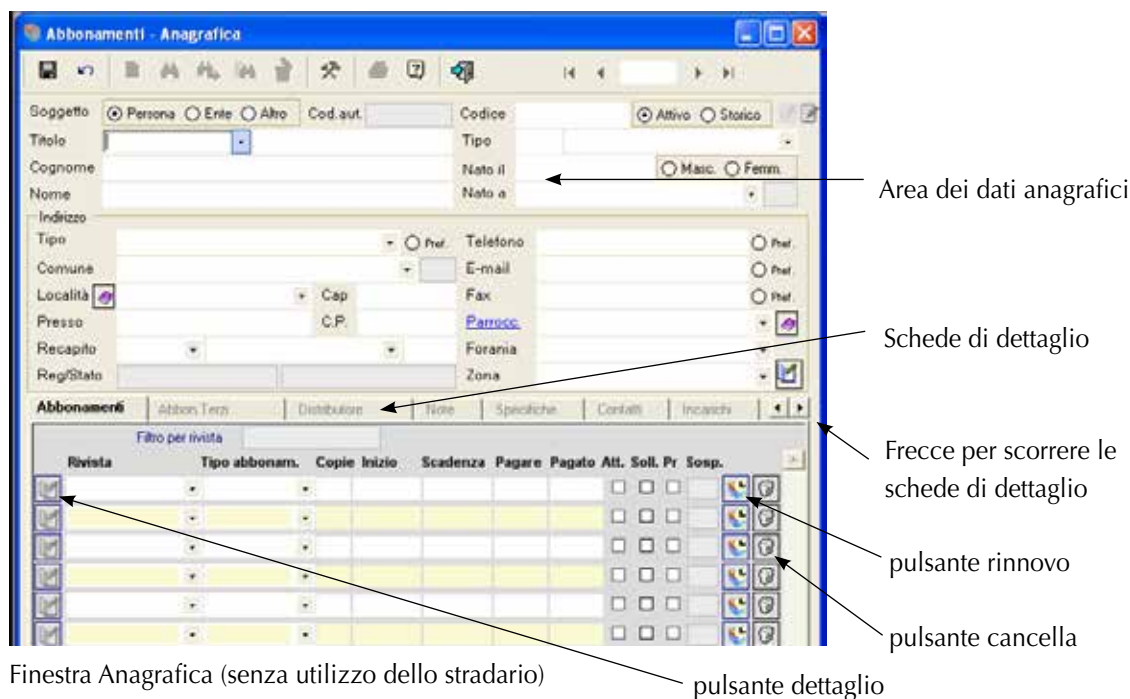 Abbonamenti - Anagrafica
Soggetto Persona Ente Altro Cod.aut. Codice Attivo Storico
Titolo Tipo
Cognome Nato il Masc. Femm.
Nome Nato a
Area dei dati anagrafici
Indirizzo
Tipo Pref. Telefono Pref.
Comune E-mail Pref.
Località Cap Fax Pref.
Presso C.P. Parrocc.
Recapito Forania
Reg/Stato Zona
Schede di dettaglio
Abbonamenti Abbon.Terzi Distributore Note Specifiche Contatti Incarichi
Filtro per rivista
Rivista Tipo abbonam. Copie Inizio Scadenza Pagare Pagato Att. Soll. Pr Sosp.
Frecce per scorrere le
schede di dettaglio
pulsante rinnovo
pulsante cancella
Finestra Anagrafica (senza utilizzo dello stradario)
pulsante dettaglio